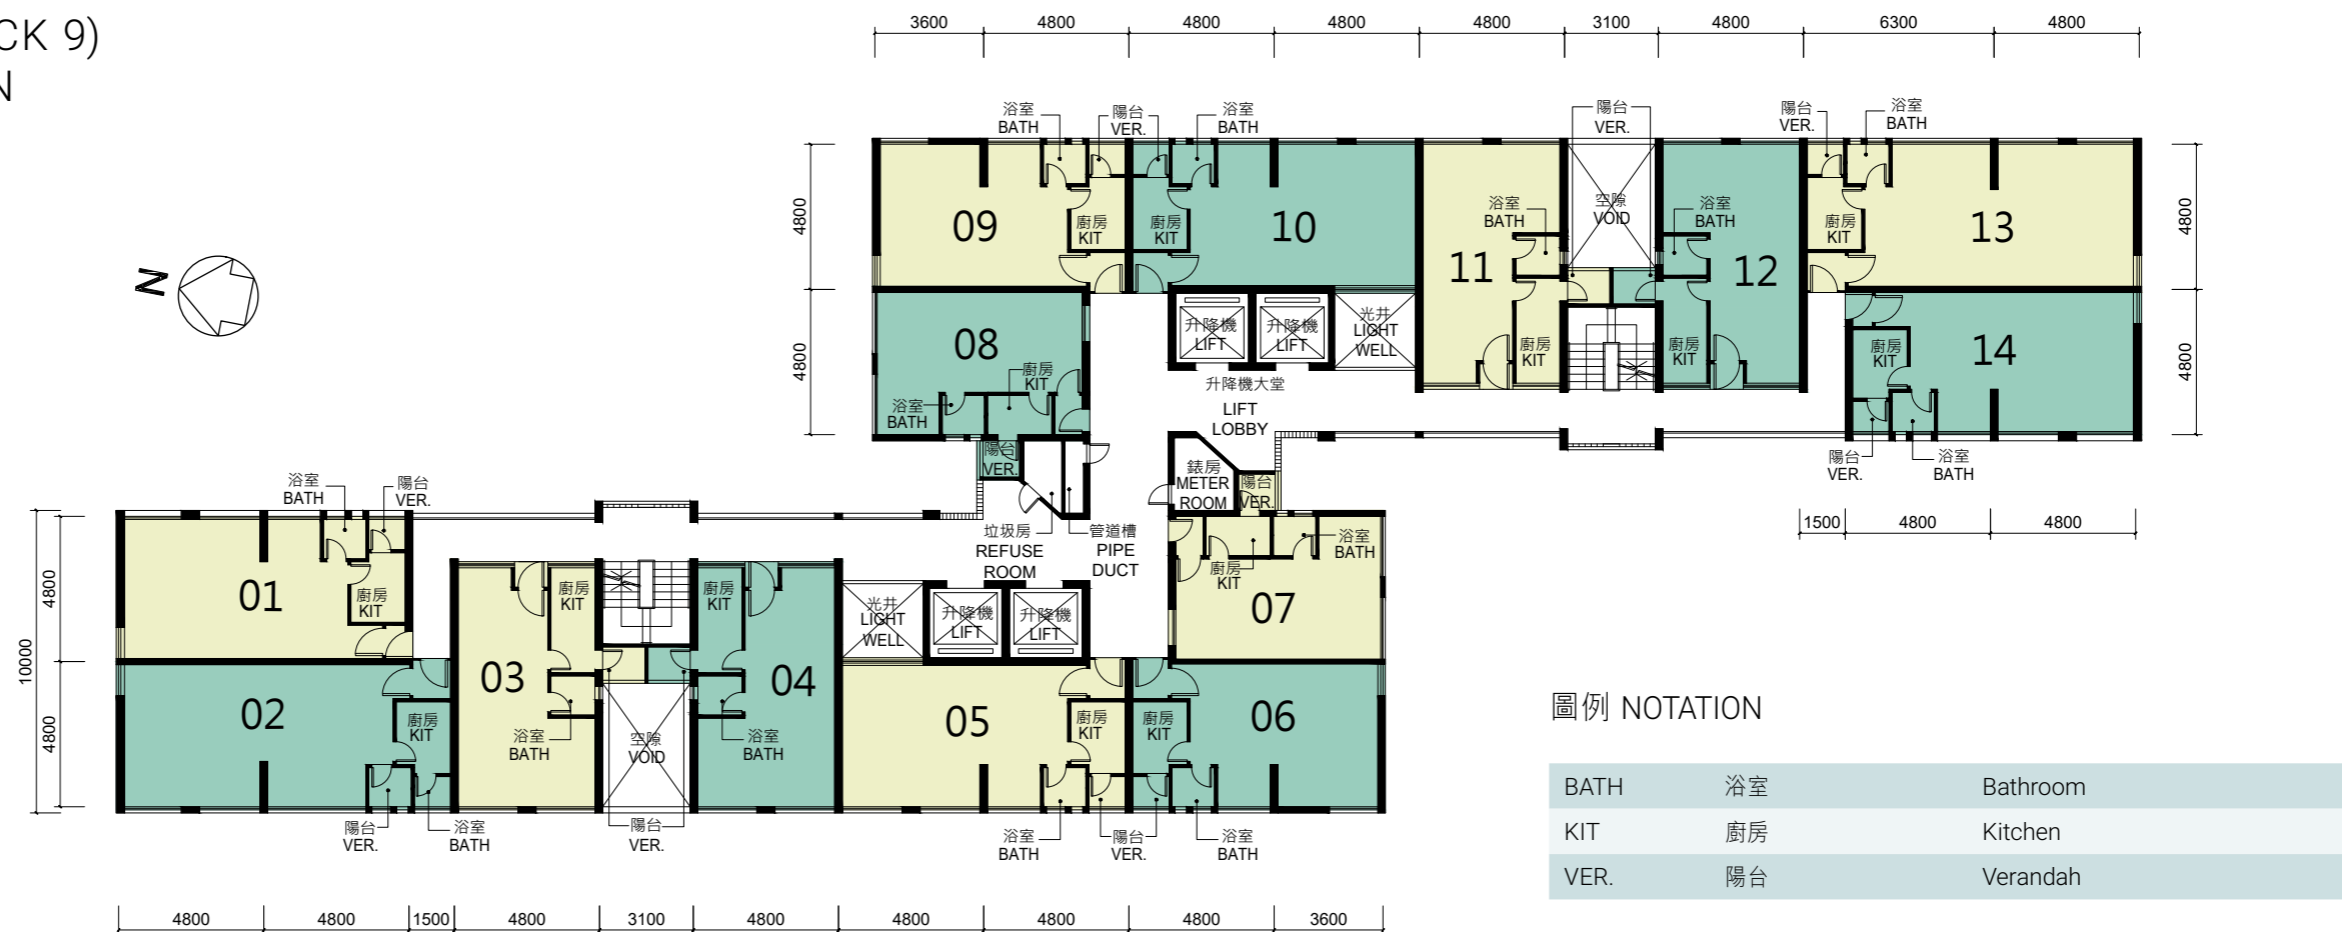 CK 9)
N
3600 4800 4800 4800 4800 3100 4800 6300 4800
浴室
BATH
陽台
VER.
浴室
BATH
陽台
VER.
陽台
VER.
浴室
BATH
4800
4800
4800
4800
N
09
廚房
KIT
廚房
KIT
10
11
浴室
BATH
空隙
VOID
浴室
BATH
12
廚房
KIT
13
08
廚房
KIT
浴室
BATH
陽台
VER.
升降機
LIFT
升降機
LIFT
光井
LIGHT
WELL
廚房
KIT
廚房
KIT
廚房
KIT
14
升降機大堂
LIFT
LOBBY
錶房
METER
ROOM
陽台
VER.
陽台
VER.
浴室
BATH
1500 4800 4800
浴室
BATH
陽台
VER.
垃圾房
REFUSE
ROOM
管道槽
PIPE
DUCT
浴室
BATH
廚房
KIT
07
10000
4800
4800
01
廚房
KIT
02
廚房
KIT
陽台
VER.
浴室
BATH
廚房
KIT
03
浴室
BATH
空隙
VOID
陽台
VER.
廚房
KIT
04
浴室
BATH
光井
LIGHT
WELL
升降機
LIFT
升降機
LIFT
05
廚房
KIT
浴室
BATH
陽台
VER.
廚房
KIT
06
浴室
BATH
4800 4800 1500 4800 3100 4800 4800 4800 4800 3600
圖例 NOTATION
BATH 浴室 Bathroom
KIT 廚房 Kitchen
VER. 陽台 Verandah